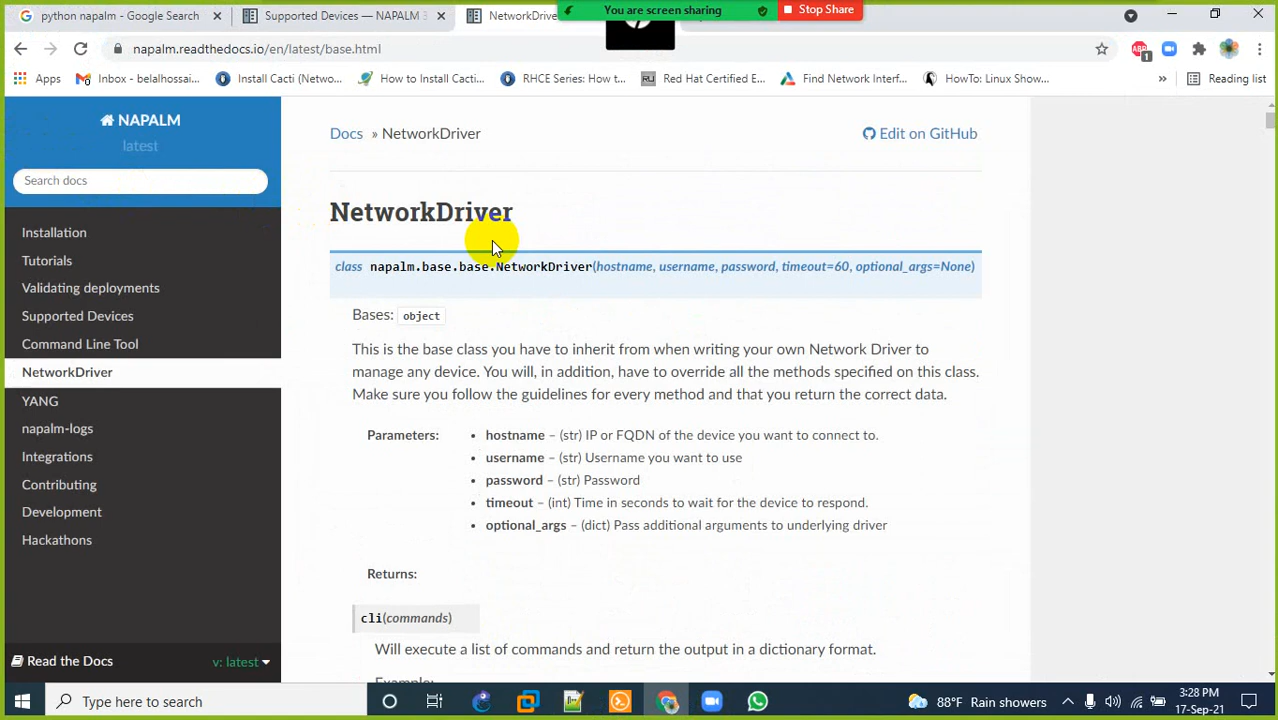 python napalm - Google Search
Supported Devices — NAPALM 3
NetworkDriv
You are screen sharing
Stop Share
napalm.readthedocs.io/en/latest/base.html
ABP
1
Apps
Inbox - belalhossai...
Install Cacti (Netwo...
How to Install Cacti...
RHCE Series: How t...
RU
Red Hat Certified E...
Find Network Interf...
HowTo: Linux Show...
»
Reading list
NAPALM
latest
Search docs
Installation
Tutorials
Validating deployments
Supported Devices
Command Line Tool
NetworkDriver
YANG
napalm-logs
Integrations
Contributing
Development
Hackathons
Read the Docs
v: latest
Docs » NetworkDriver
Edit on GitHub
NetworkDriver
class napalm.base.base.NetworkDriver(hostname, username, password, timeout=60, optional_args=None)
Bases: object
This is the base class you have to inherit from when writing your own Network Driver to
manage any device. You will, in addition, have to override all the methods specified on this class.
Make sure you follow the guidelines for every method and that you return the correct data.
Parameters:
• hostname – (str) IP or FQDN of the device you want to connect to.
• username – (str) Username you want to use
• password – (str) Password
• timeout – (int) Time in seconds to wait for the device to respond.
• optional_args – (dict) Pass additional arguments to underlying driver
Returns:
cli(commands)
Will execute a list of commands and return the output in a dictionary format.
Example:
Type here to search
88°F Rain showers
3:28 PM
17-Sep-21